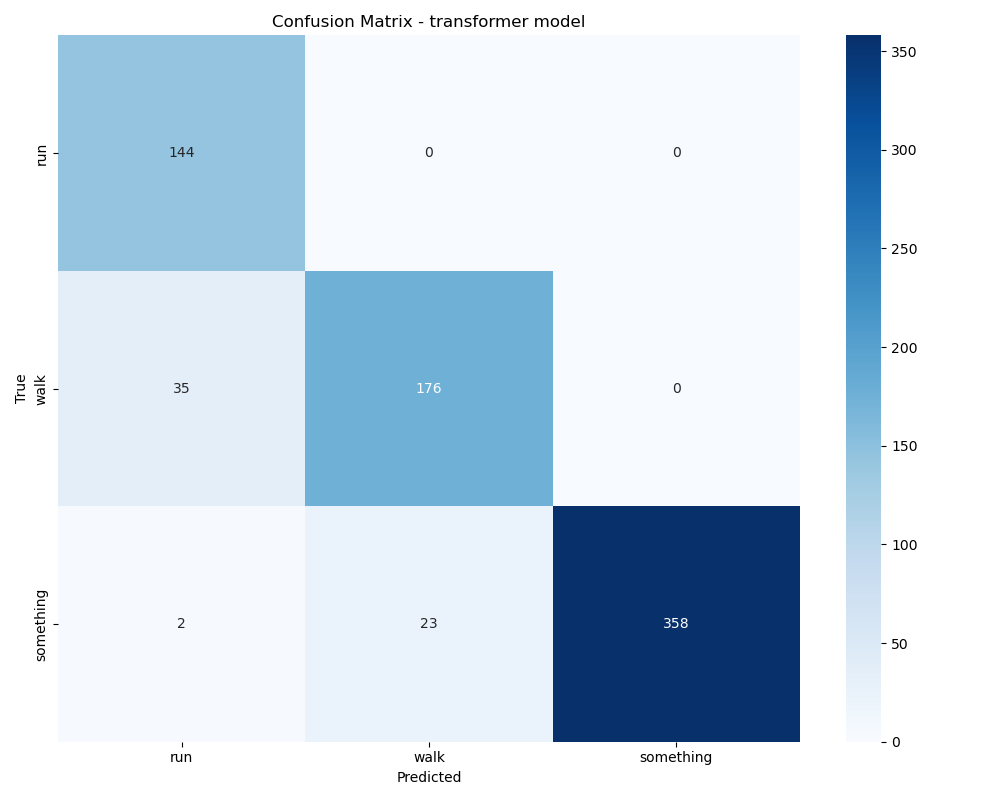 Confusion Matrix - transformer model
350
300
250
200
150
100
50
0
True
run
144 0 0
walk
35 176 0
something
2 23 358
run walk something
Predicted